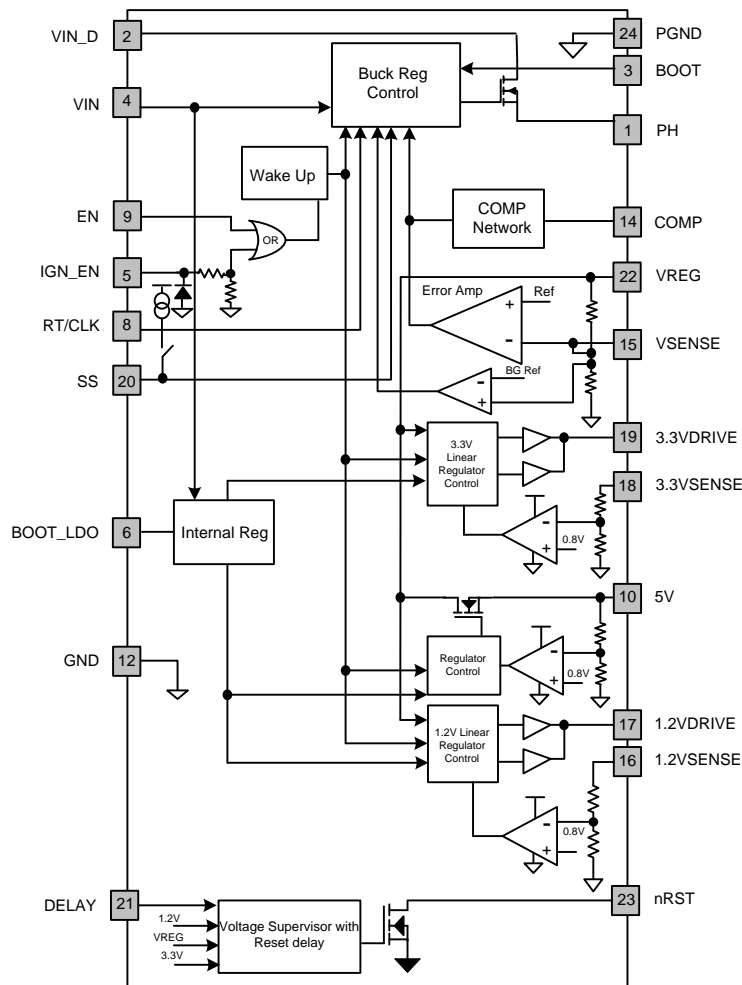 VIN_D
2
24
PGND
Buck Reg
Control
3
BOOT
VIN
4
1
PH
Wake Up
EN
9
OR
COMP
Network
14
COMP
IGN_EN
5
22
VREG
Error Amp
Ref
+
-
RT/CLK
8
15
VSENSE
SS
20
BG Ref
-
+
3.3V
Linear
Regulator
Control
19
3.3VDRIVE
18
3.3VSENSE
-
+
0.8V
BOOT_LDO
6
Internal Reg
10
5V
GND
12
Regulator
Control
-
+
0.8V
1.2V Linear
Regulator
Control
17
1.2VDRIVE
16
1.2VSENSE
-
+
0.8V
DELAY
21
1.2V
VREG
3.3V
Voltage Supervisor with
Reset delay
23
nRST